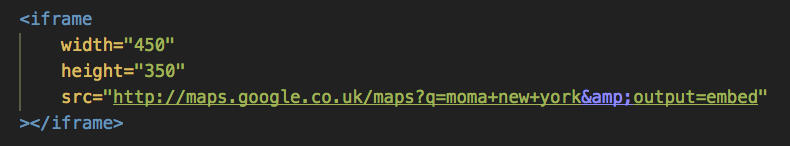 <iframe
width="450"
height="350"
src="http://maps.google.co.uk/maps?q=moma+new+york&amp;output=embed"
></iframe>